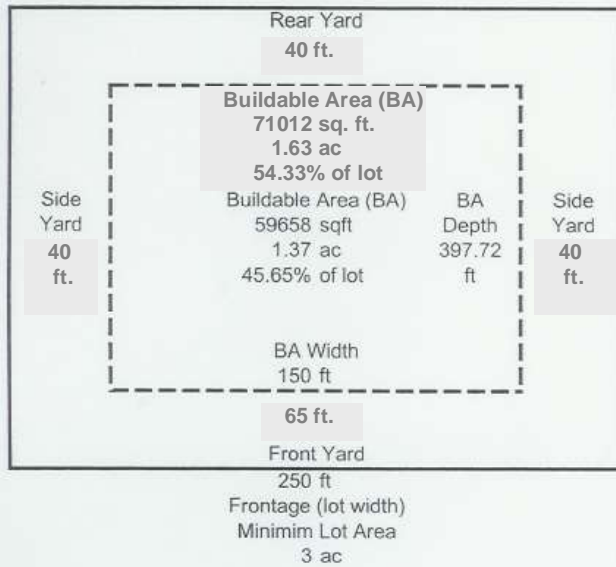 Rear Yard
40 ft.
Buildable Area (BA)
71012 sq. ft.
1.63 ac
54.33% of lot
Side
Yard
40
ft.
Buildable Area (BA)
59658 sqft
1.37 ac
45.65% of lot
BA
Depth
397.72
ft
Side
Yard
40
ft.
BA Width
150 ft
65 ft.
Front Yard
250 ft
Frontage (lot width)
Minimim Lot Area
3 ac